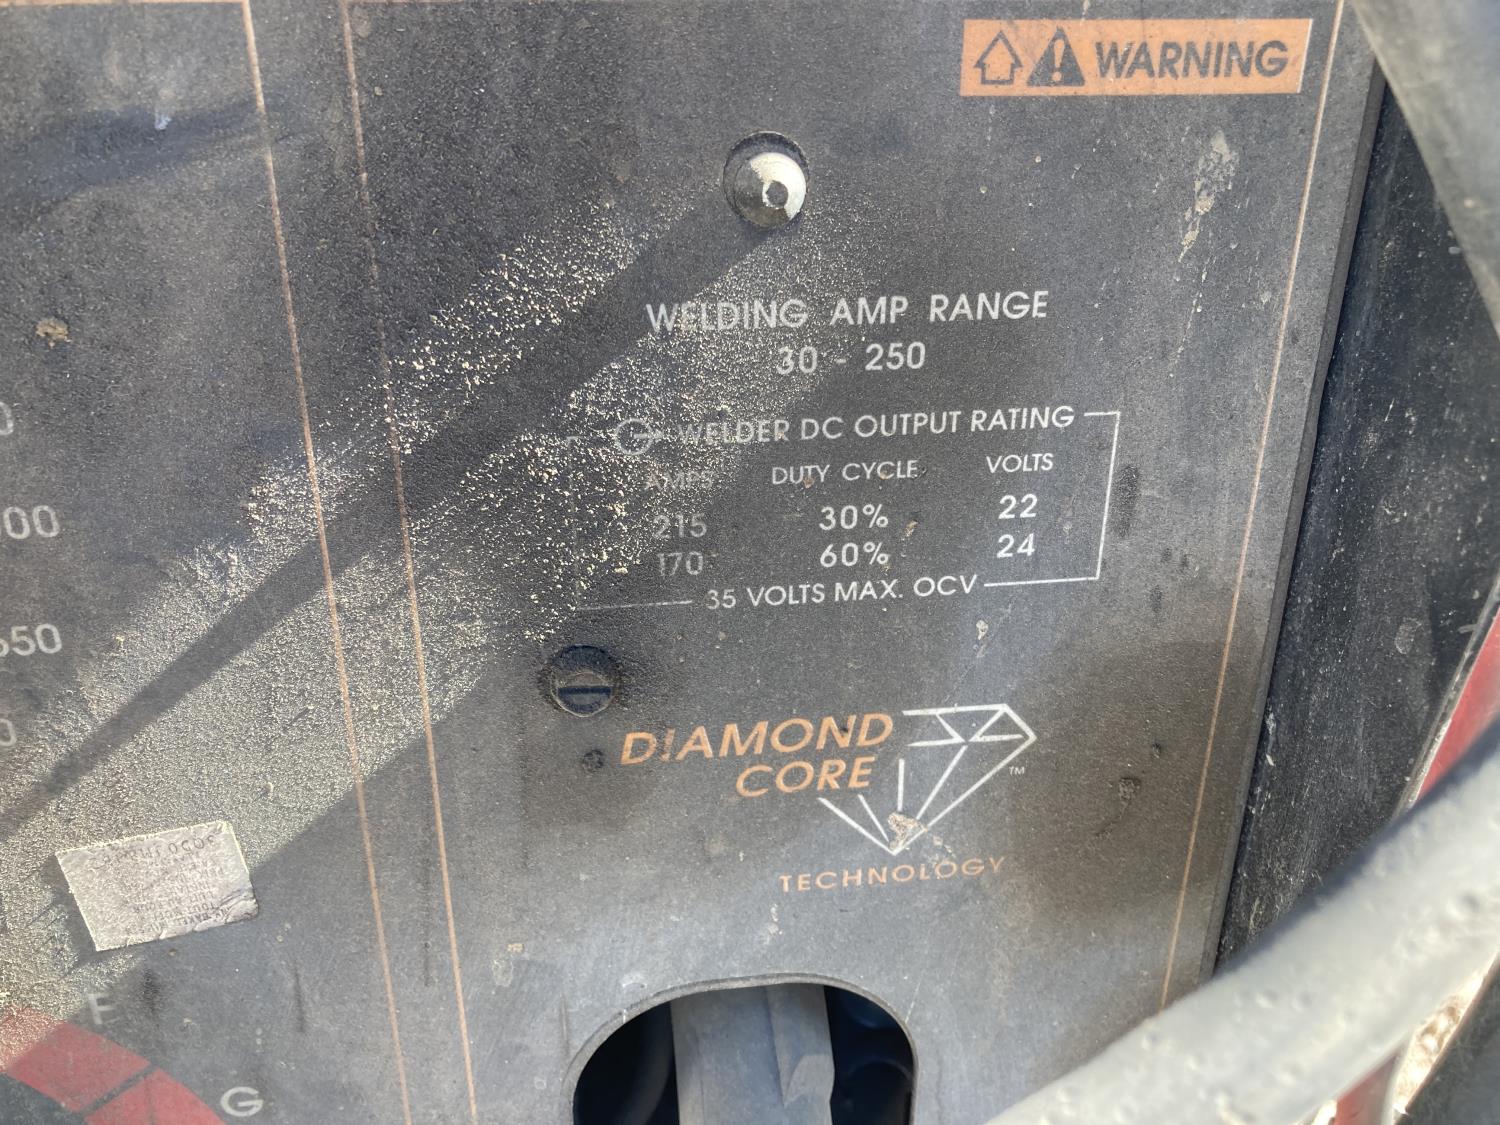 WARNING
WELDING AMP RANGE
30 - 250
WELDER DC OUTPUT RATING
AMPS DUTY CYCLE VOLTS
215 30% 22
170 60% 24
35 VOLTS MAX. OCV
DIAMOND
CORE
TM
TECHNOLOGY
F
G